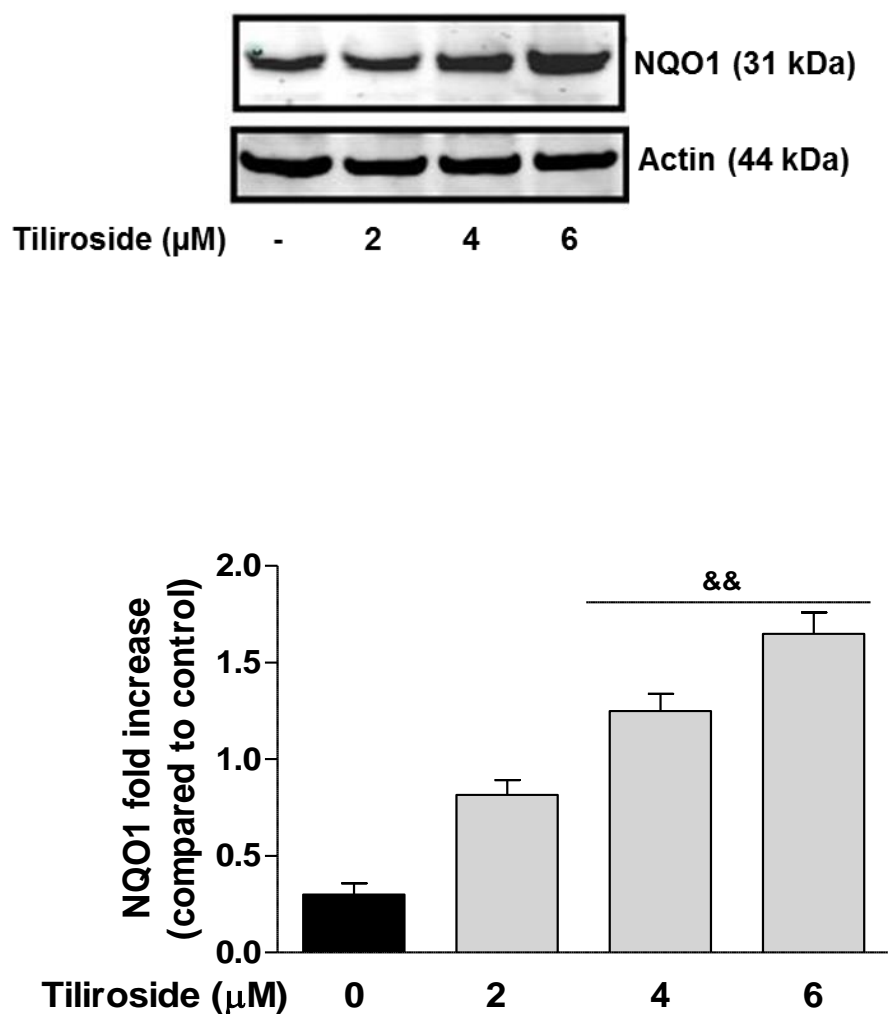 NQO1 (31 kDa)
Actin (44 kDa)
Tiliroside (µM) - 2 4 6
NQO1 fold increase
(compared to control)
2.0
1.5
1.0
0.5
0.0
&&
Tiliroside (µM) 0 2 4 6